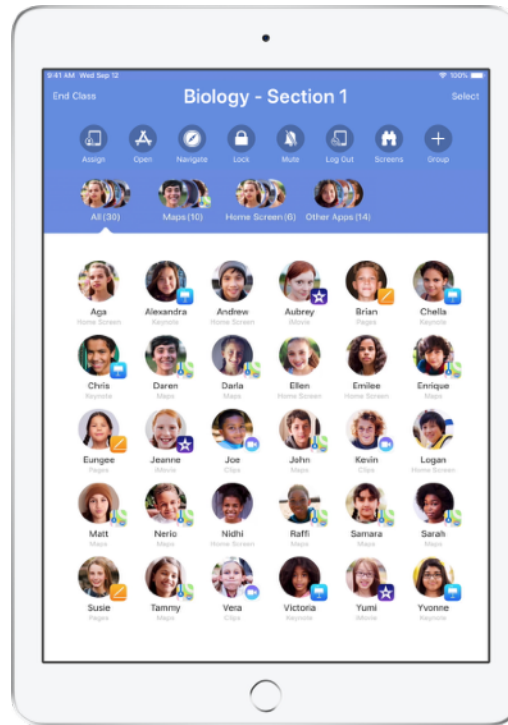 9:41 AM Wed Sep 12
100%
End Class
Biology - Section 1
Select
Assign
Open
Navigate
Lock
Mute
Log Out
Screens
Group
All (30)
Maps (10)
Home Screen (6)
Other Apps (14)
Aga
Alexandra
Andrew
Aubrey
Brian
Chella
Home Screen
Keynote
Home Screen
iMovie
Pages
Keynote
Chris
Daren
Darla
Ellen
Emilee
Enrique
Keynote
Maps
Maps
Home Screen
Home Screen
Maps
Eungee
Jeanne
Joe
John
Kevin
Logan
Pages
iMovie
Clips
Maps
Clips
Home Screen
Matt
Nerio
Nidhi
Raffi
Samara
Sarah
Maps
Maps
Home Screen
Maps
Maps
Maps
Susie
Tammy
Vera
Victoria
Yumi
Yvonne
Pages
Maps
Clips
Keynote
iMovie
Keynote